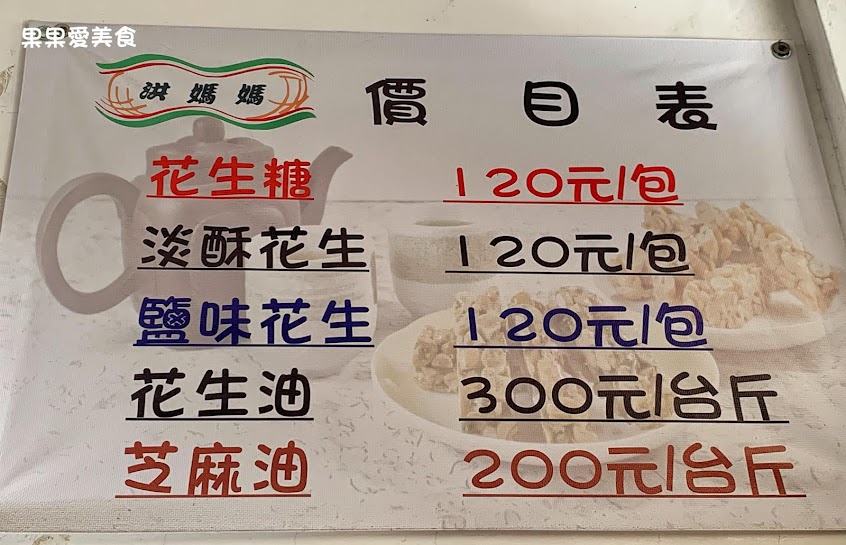 果果愛美食
洪媽媽 價目表
花生糖 120元/包
淡酥花生 120元/包
鹽味花生 120元/包
花生油 300元/台斤
芝麻油 200元/台斤